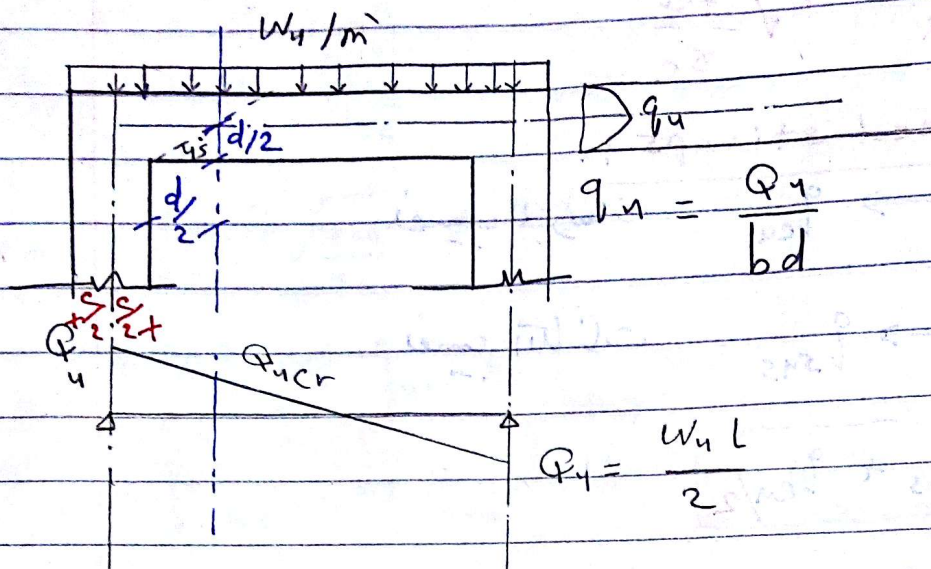 Wu/m'
d/2
45°
qu
d/2
qu = Qu / bd
c/2 c/2
Qu
Qucr
Qu = Wu L / 2